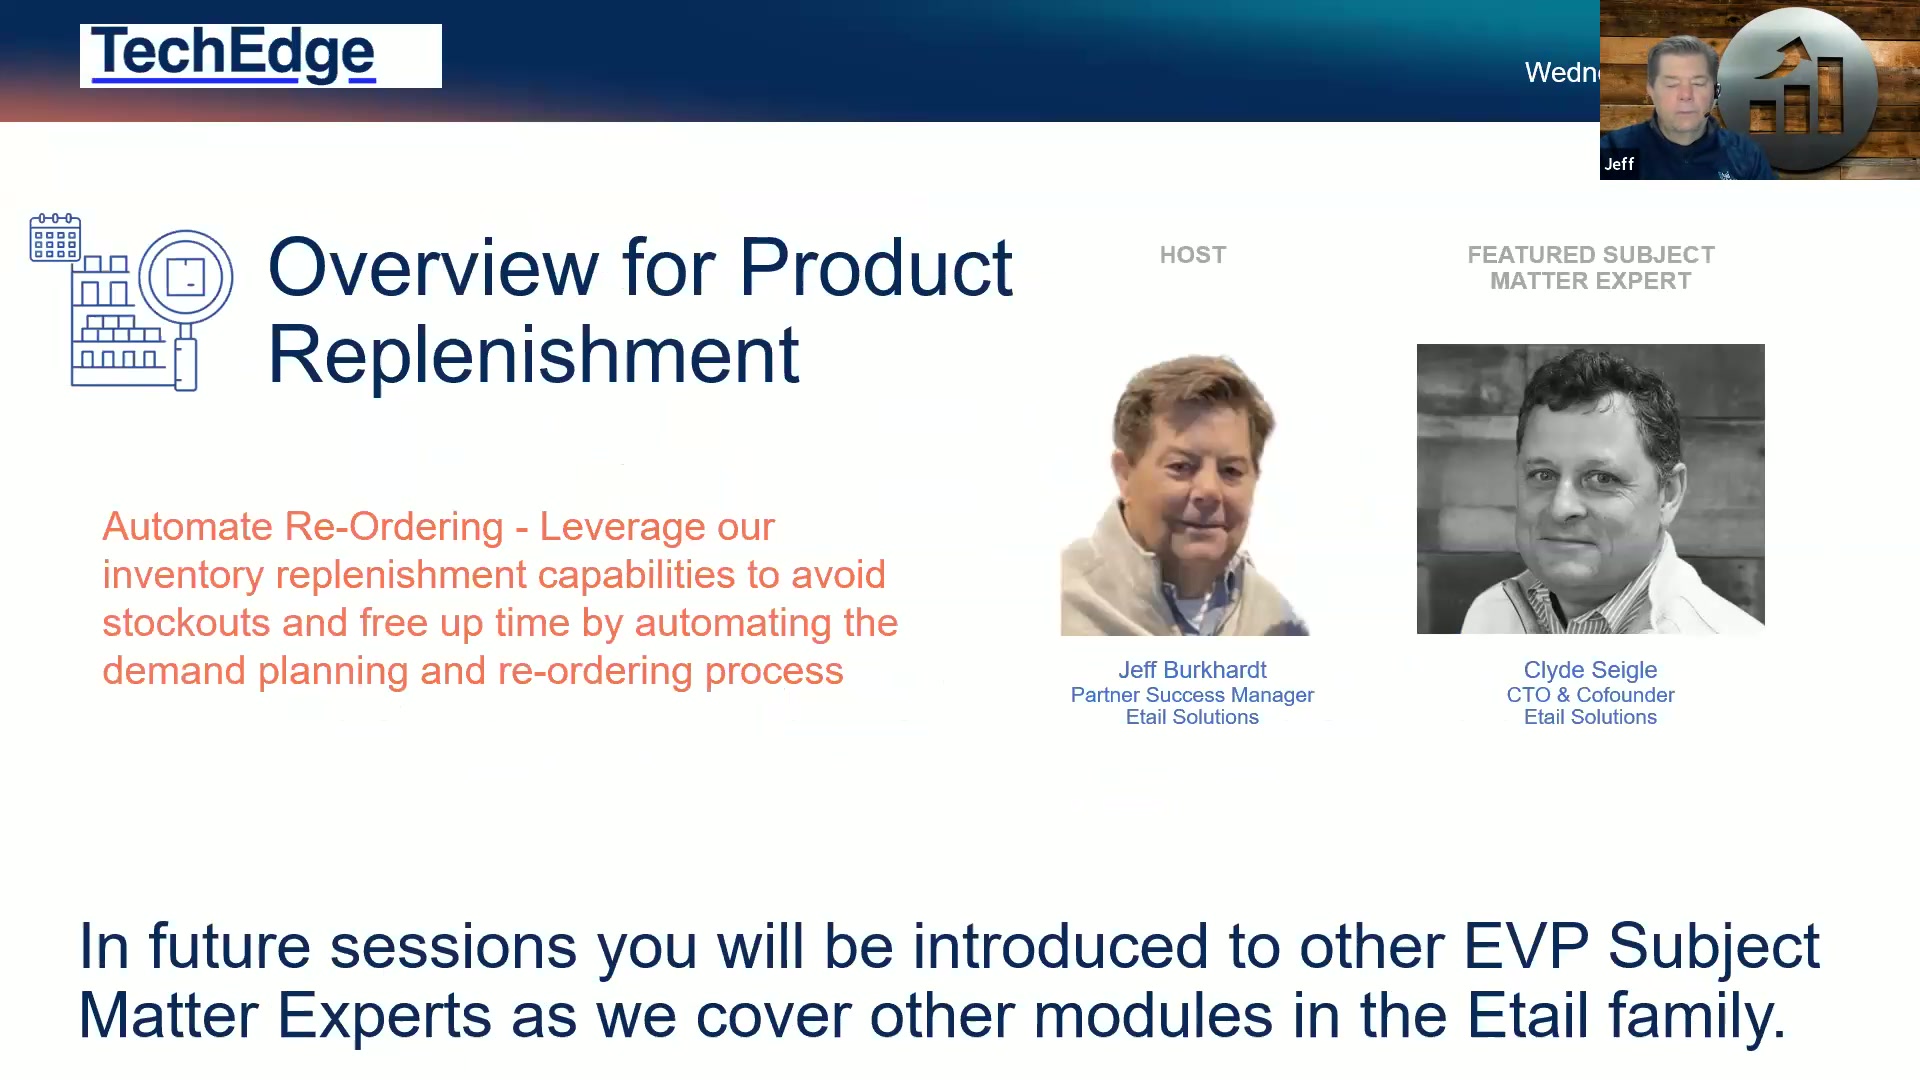 TechEdge
Jeff
Overview for Product
Replenishment
HOST
FEATURED SUBJECT
MATTER EXPERT
Automate Re-Ordering - Leverage our
inventory replenishment capabilities to avoid
stockouts and free up time by automating the
demand planning and re-ordering process
Jeff Burkhardt
Partner Success Manager
Etail Solutions
Clyde Seigle
CTO & Cofounder
Etail Solutions
In future sessions you will be introduced to other EVP Subject
Matter Experts as we cover other modules in the Etail family.